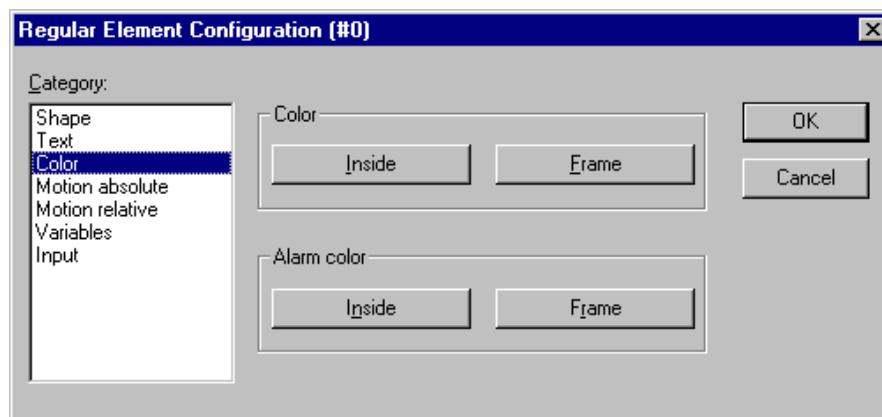 Regular Element Configuration (#0)
Category:
Shape
Text
Color
Motion absolute
Motion relative
Variables
Input
Color
Inside
Frame
Alarm color
Inside
Frame
OK
Cancel